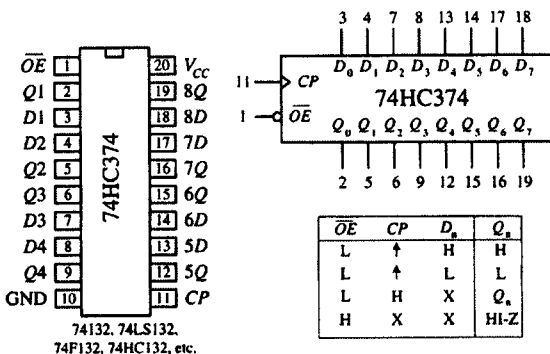 OE 1 20 VCC
Q1 2 19 8Q
D1 3 18 8D
D2 4 17 7D
Q2 5 16 7Q
Q3 6 15 6Q
D3 7 14 6D
D4 8 13 5D
Q4 9 12 5Q
GND 10 11 CP
74HC374
74132, 74LS132,
74F132, 74HC132, etc.
3 4 7 8 13 14 17 18
D0 D1 D2 D3 D4 D5 D6 D7
11 CP
74HC374
1 OE
Q0 Q1 Q2 Q3 Q4 Q5 Q6 Q7
2 5 6 9 12 15 16 19
OE CP Dn Qn
L ↑ H H
L ↑ L L
L H X Qn
H X X HI-Z